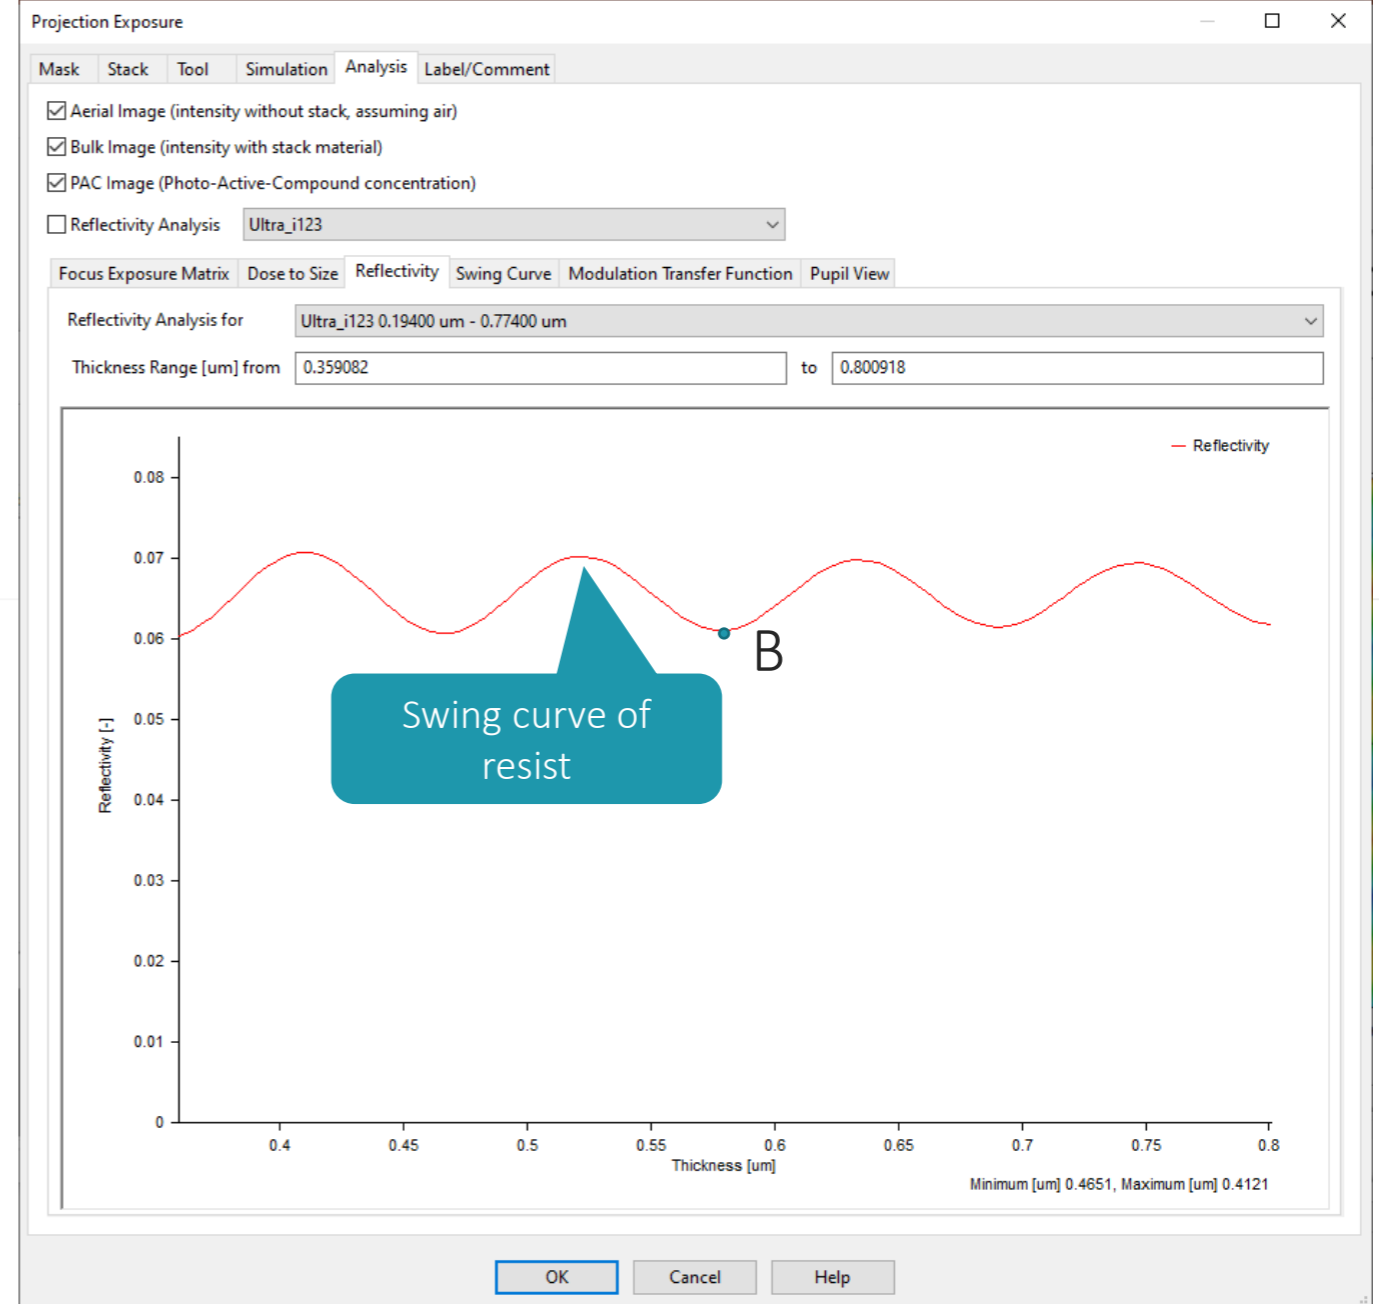 Projection Exposure
Mask Stack Tool Simulation Analysis Label/Comment
Aerial Image (intensity without stack, assuming air)
Bulk Image (intensity with stack material)
PAC Image (Photo-Active-Compound concentration)
Reflectivity Analysis Ultra_i123
Focus Exposure Matrix Dose to Size Reflectivity Swing Curve Modulation Transfer Function Pupil View
Reflectivity Analysis for Ultra_i123 0.19400 um - 0.77400 um
Thickness Range [um] from 0.359082 to 0.800918
Reflectivity
0.08
0.07
0.06
B
Swing curve of
resist
0.05
Reflectivity [-]
0.04
0.03
0.02
0.01
0
0.4 0.45 0.5 0.55 0.6 0.65 0.7 0.75 0.8
Thickness [um]
Minimum [um] 0.4651, Maximum [um] 0.4121
OK Cancel Help